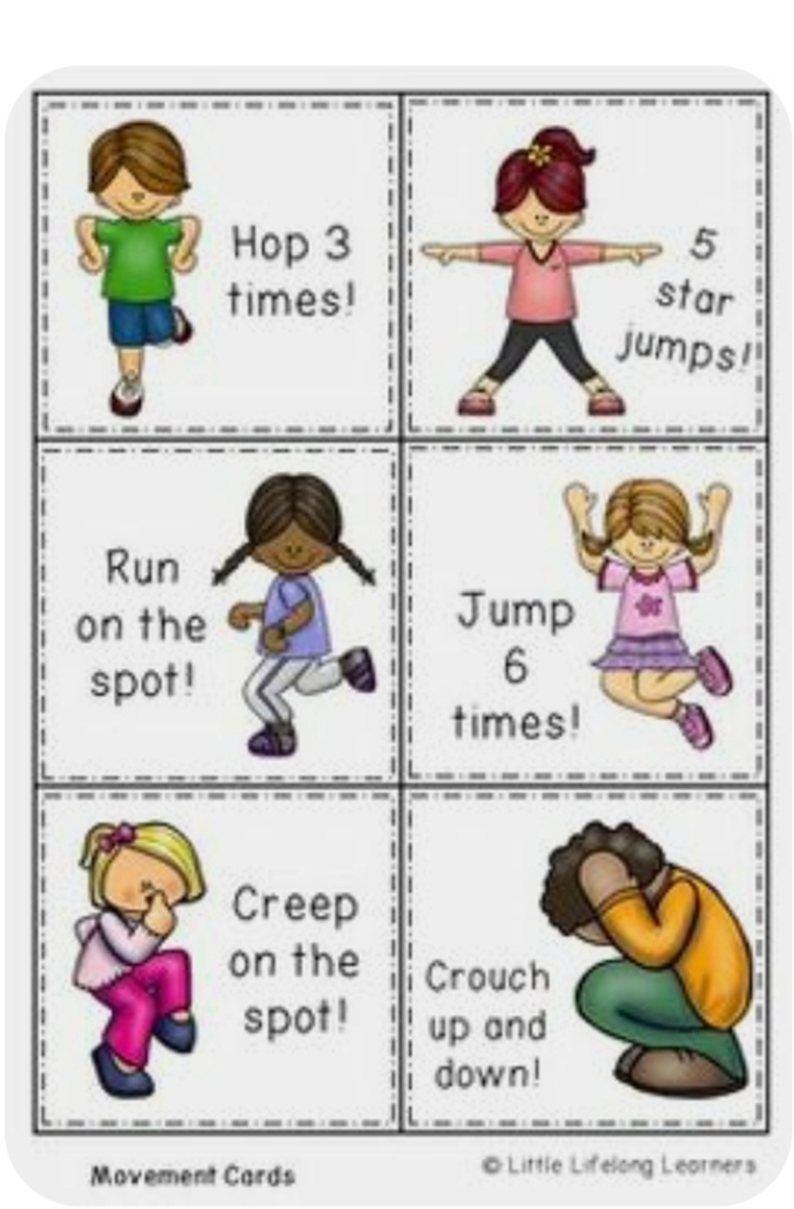 Hop 3
times!
5
star
jumps!
Run
on the
spot!
Jump
6
times!
Creep
on the
spot!
Crouch
up and
down!
Movement Cards
© Little Lifelong Learners